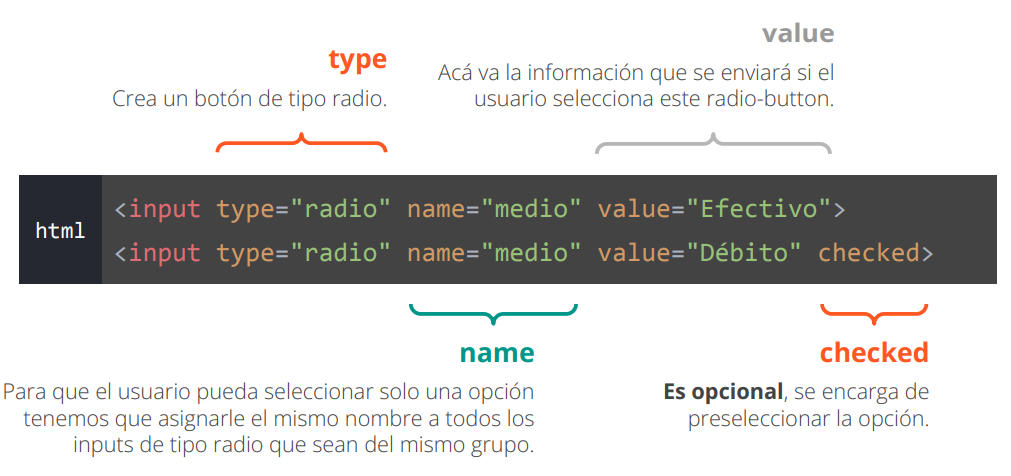 type
Crea un botón de tipo radio.
value
Acá va la información que se enviará si el
usuario selecciona este radio-button.
html
<input type="radio" name="medio" value="Efectivo">
<input type="radio" name="medio" value="Débito" checked>
name
Para que el usuario pueda seleccionar solo una opción
tenemos que asignarle el mismo nombre a todos los
inputs de tipo radio que sean del mismo grupo.
checked
Es opcional, se encarga de
preseleccionar la opción.